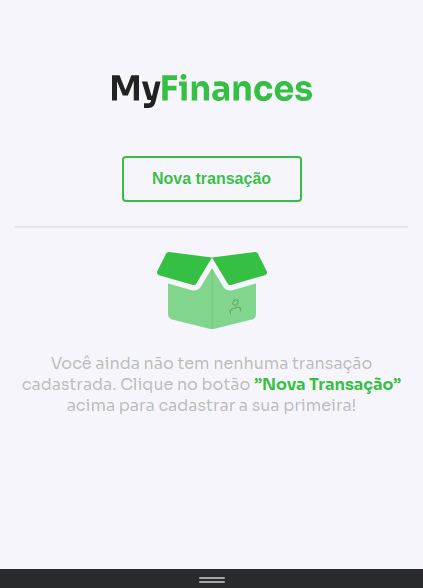 MyFinances
Nova transação
Você ainda não tem nenhuma transação
cadastrada. Clique no botão ”Nova Transação”
acima para cadastrar a sua primeira!